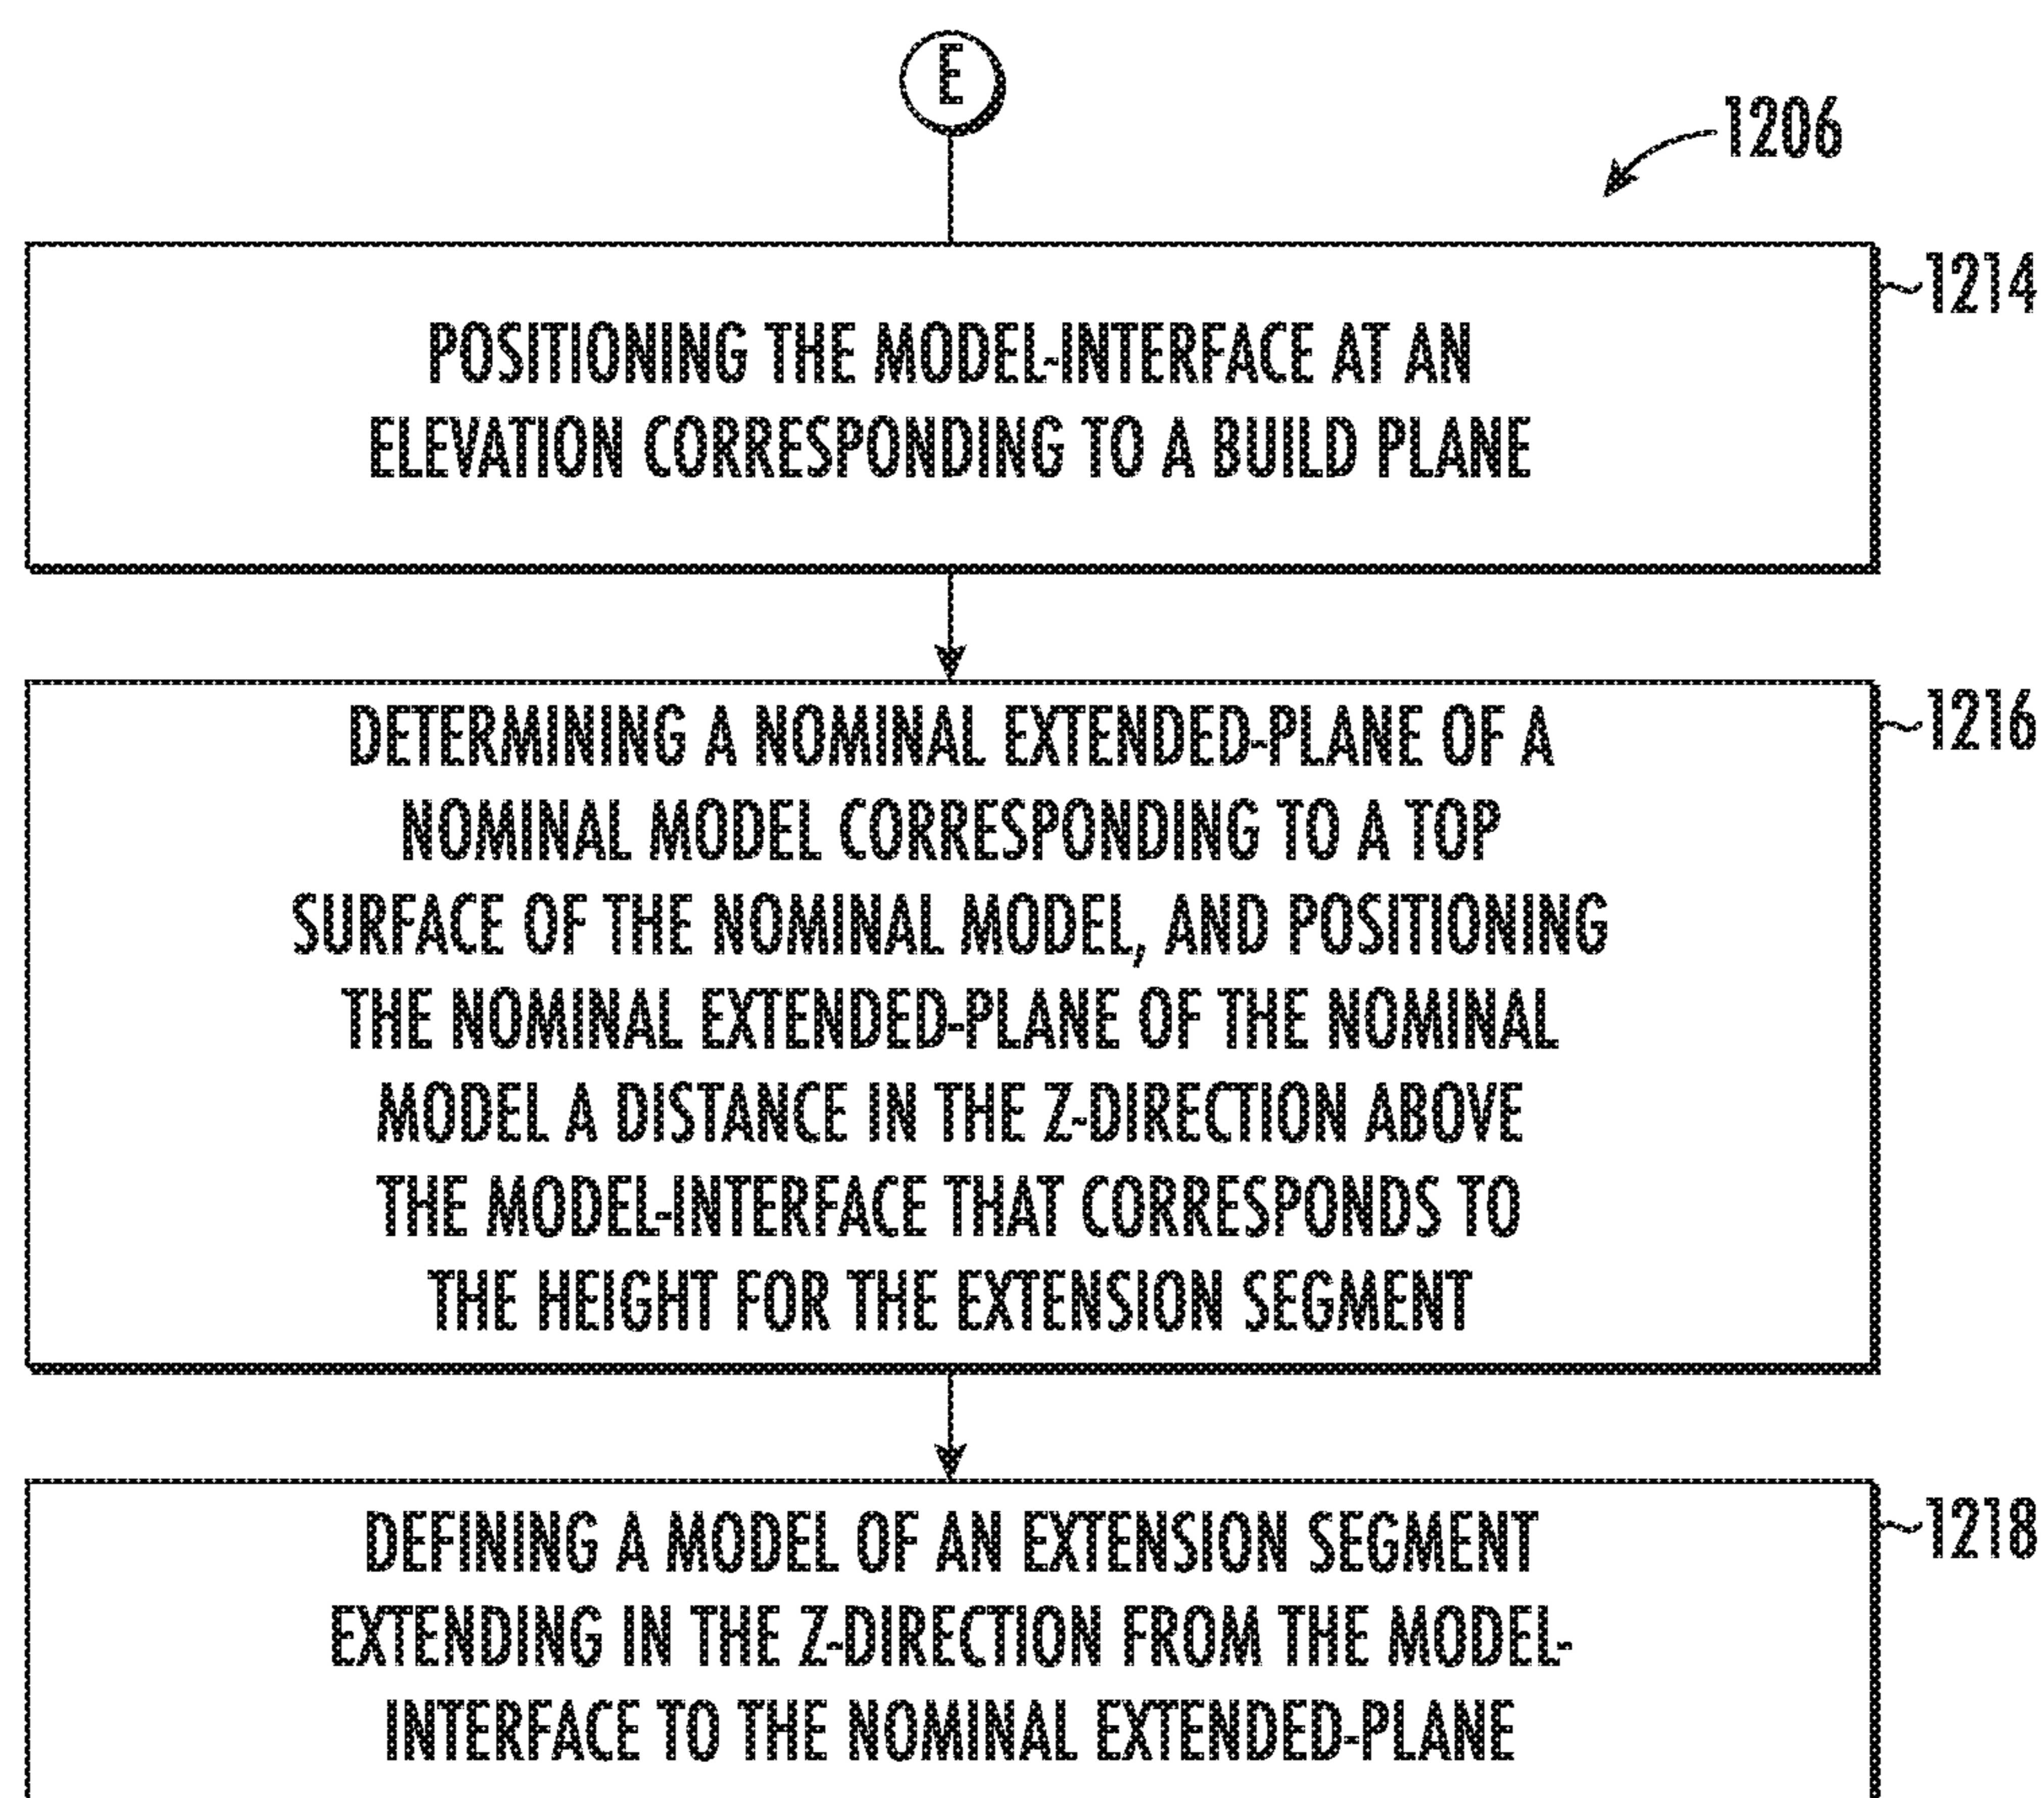 E
1206
1214
POSITIONING THE MODEL-INTERFACE AT AN
ELEVATION CORRESPONDING TO A BUILD PLANE
1216
DETERMINING A NOMINAL EXTENDED-PLANE OF A
NOMINAL MODEL CORRESPONDING TO A TOP
SURFACE OF THE NOMINAL MODEL, AND POSITIONING
THE NOMINAL EXTENDED-PLANE OF THE NOMINAL
MODEL A DISTANCE IN THE Z-DIRECTION ABOVE
THE MODEL-INTERFACE THAT CORRESPONDS TO
THE HEIGHT FOR THE EXTENSION SEGMENT
1218
DEFINING A MODEL OF AN EXTENSION SEGMENT
EXTENDING IN THE Z-DIRECTION FROM THE MODEL-
INTERFACE TO THE NOMINAL EXTENDED-PLANE